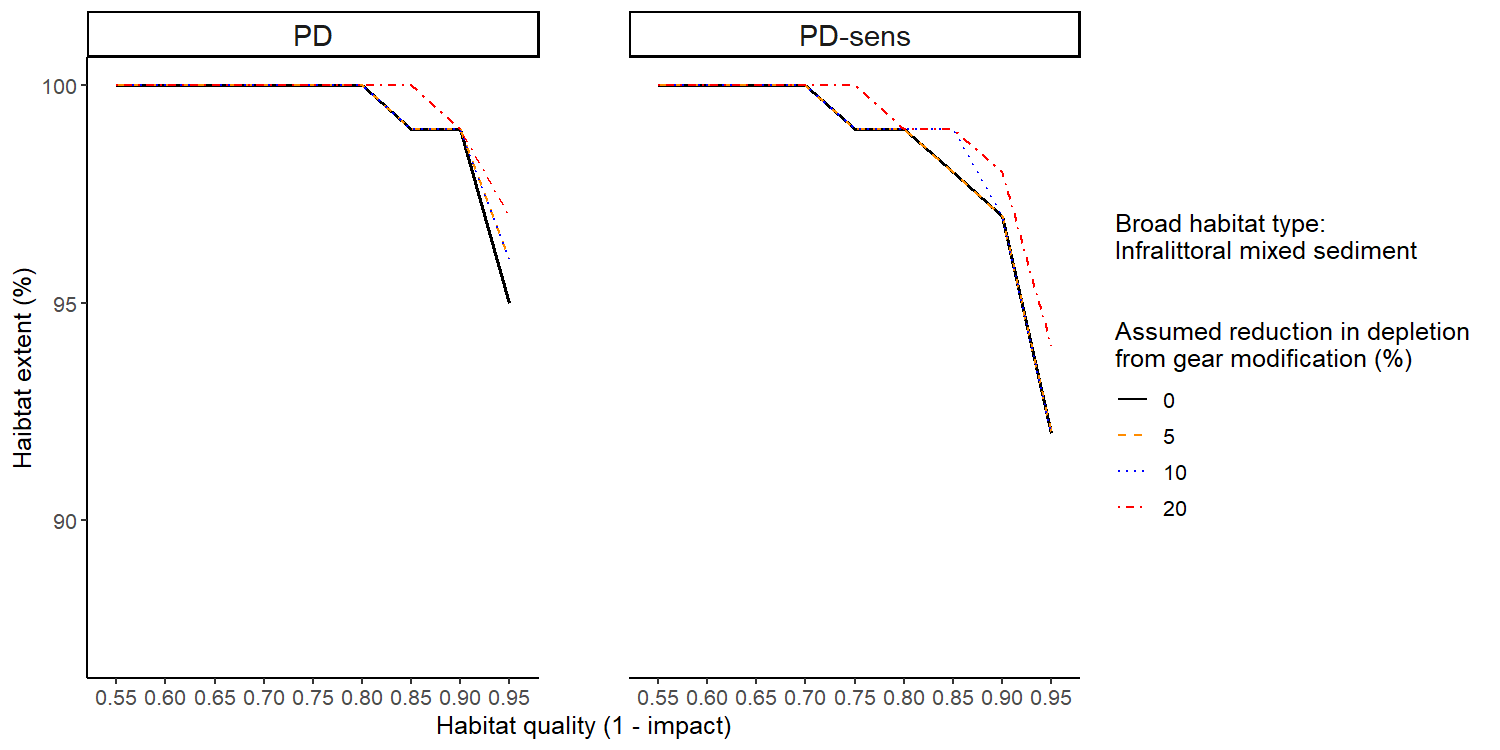 PD
PD-sens
100
95
90
Haibtat extent (%)
0.55 0.60 0.65 0.70 0.75 0.80 0.85 0.90 0.95
0.55 0.60 0.65 0.70 0.75 0.80 0.85 0.90 0.95
Habitat quality (1 - impact)
Broad habitat type:
Infralittoral mixed sediment
Assumed reduction in depletion
from gear modification (%)
0
5
10
20